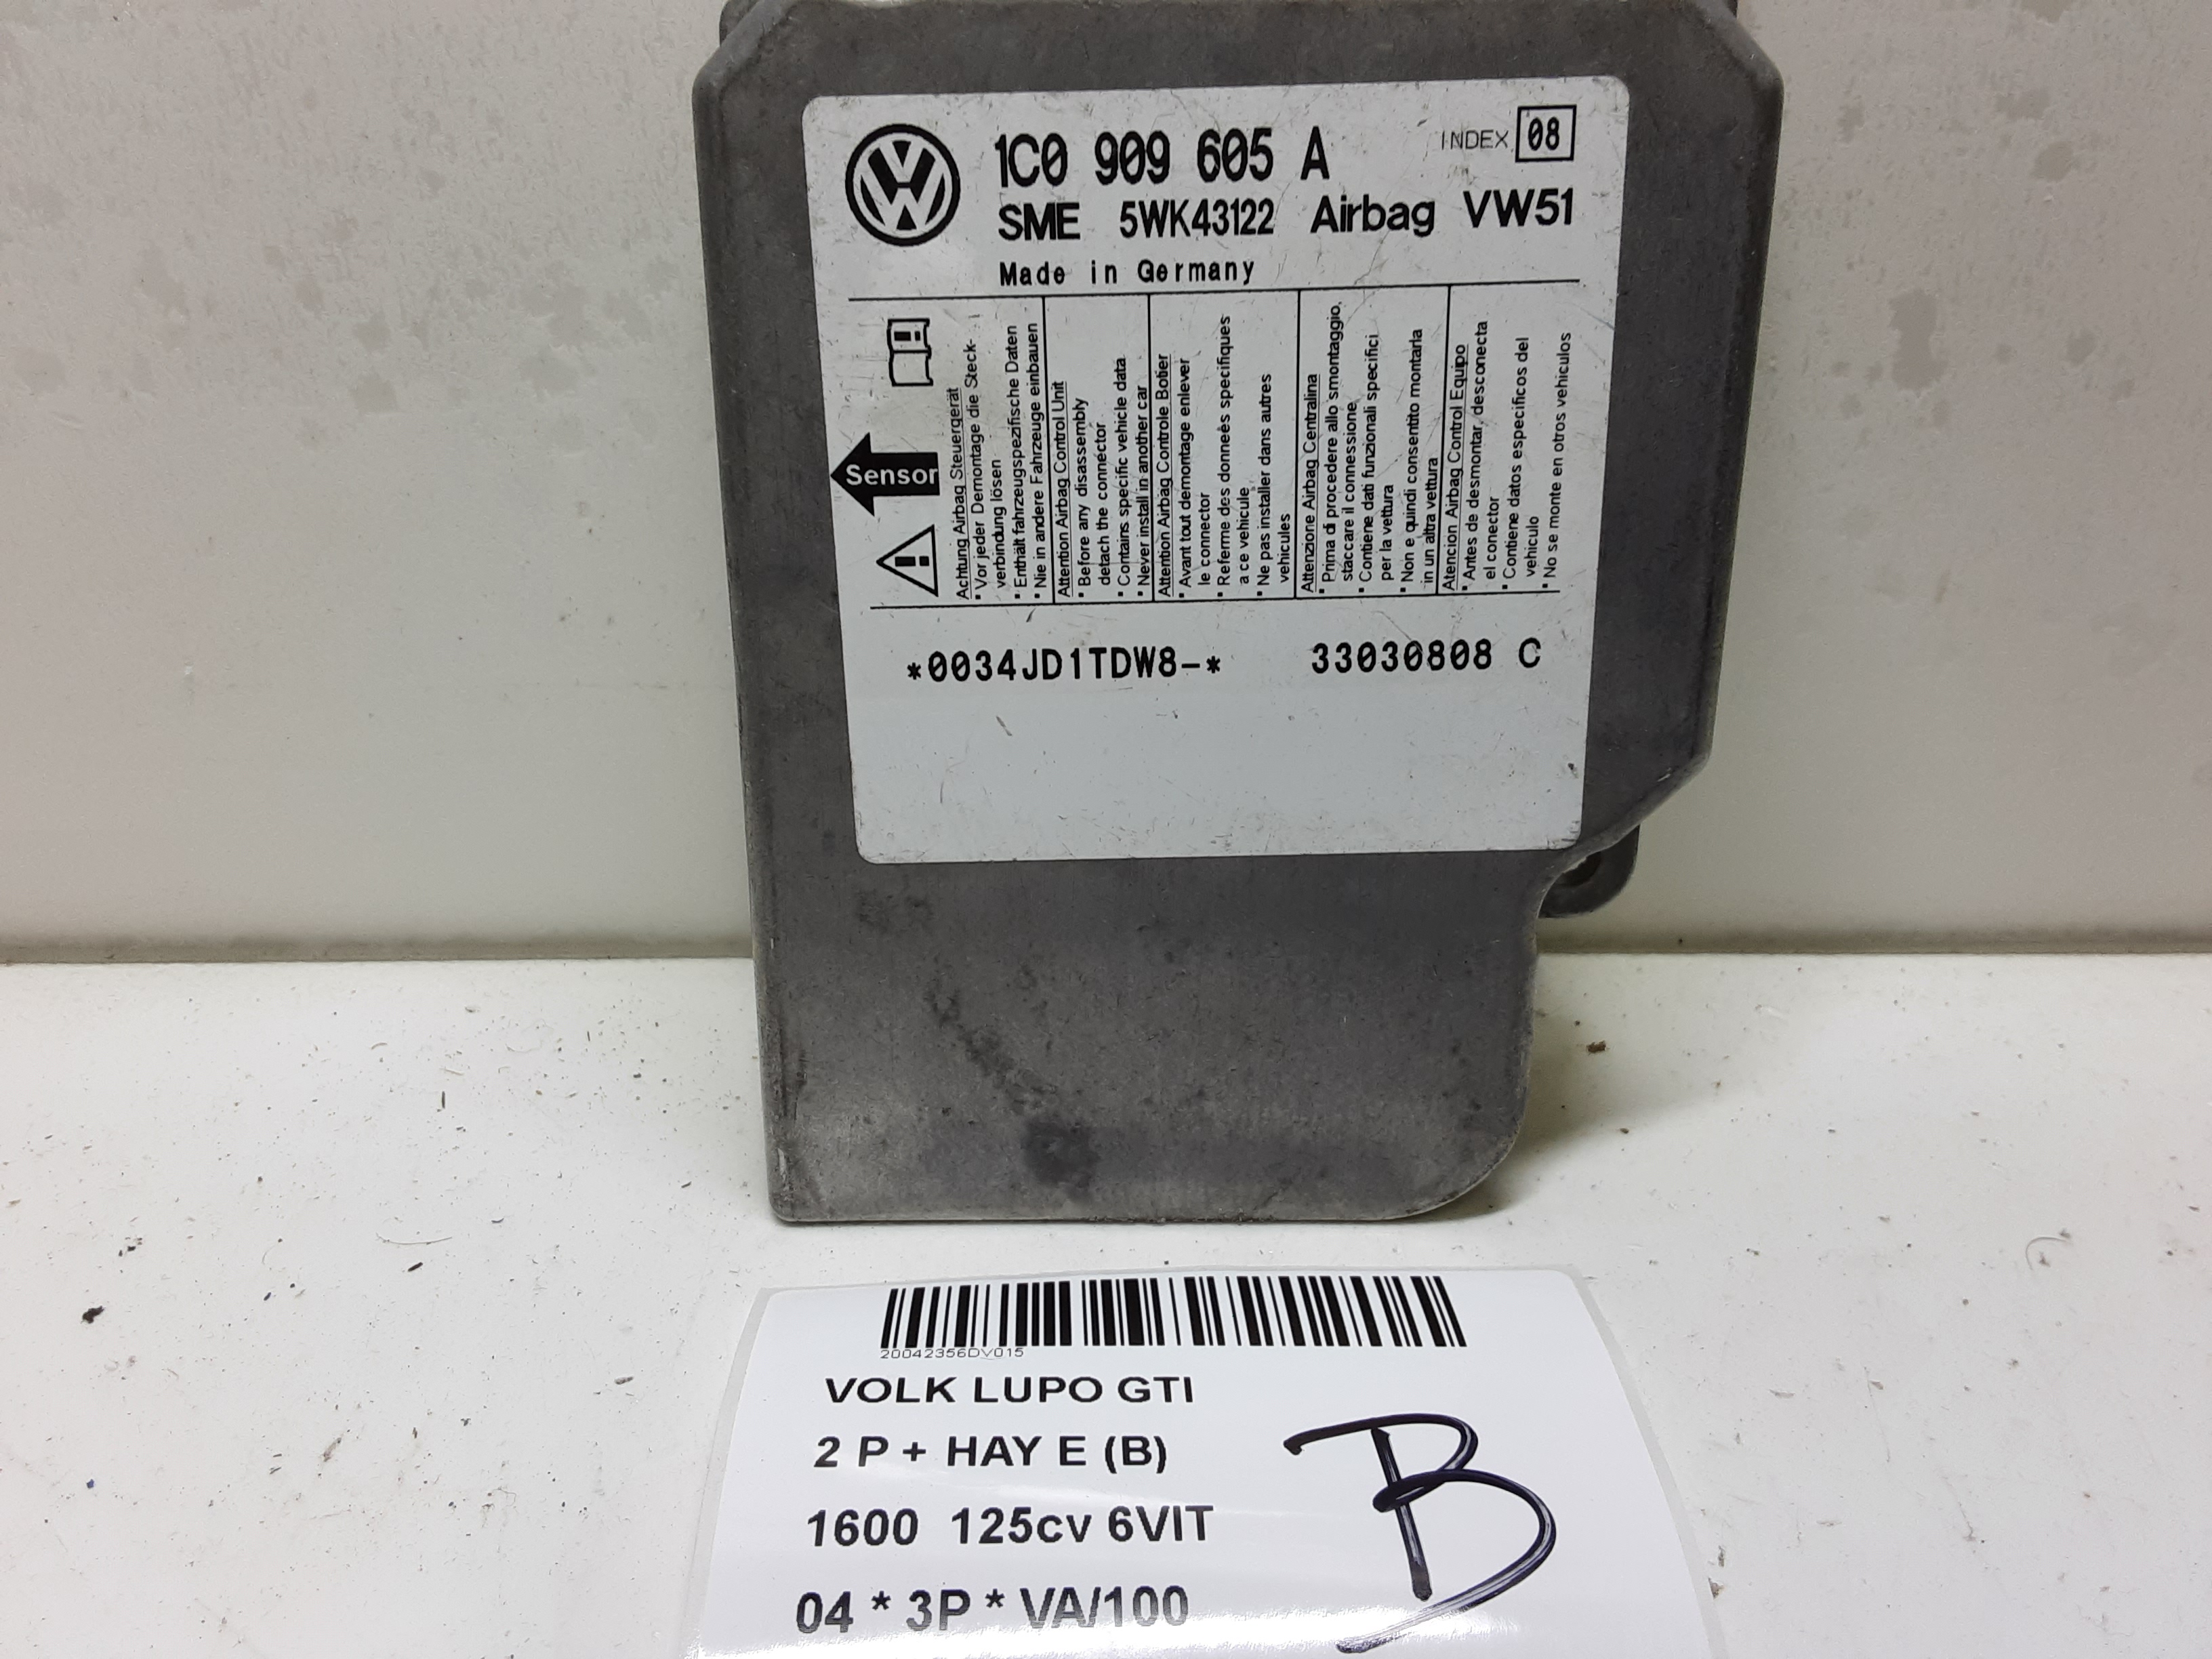 1C0 909 605 A INDEX 08
SME 5WK43122 Airbag VW51
Made in Germany
Sensor
Achtung Airbag Steuergerät
▪ Vor jeder Demontage die Steck-
verbindung lösen
▪ Enthält fahrzeugspezifische Daten
▪ Nie in andere Fahrzeuge einbauen
Attention Airbag Control Unit
▪ Before any disassembly
detach the connector
▪ Contains specific vehicle data
▪ Never install in another car
Attention Airbag Controle Botier
▪ Avant tout démontage enlever
le connector
▪ Referme des donneès specifiques
a ce vehicule
▪ Ne pas installer dans autres
vehicules
Attenzione Airbag Centralina
▪ Prima di procedere allo smontaggio,
staccare il connessione
▪ Contiene dati funzionali specifici
per la vettura
▪ Non e quindi consentito montarla
in un altra vettura
Atencion Airbag Control Equipo
▪ Antes de desmontar, desconecta
el conector
▪ Contiene datos especificos del
vehiculo
▪ No se monte en otros vehiculos
*0034JD1TDW8-* 33030808 C
20042356DV015
VOLK LUPO GTI
2 P + HAY E (B)
1600 125cv 6VIT
04 * 3P * VA/100
B